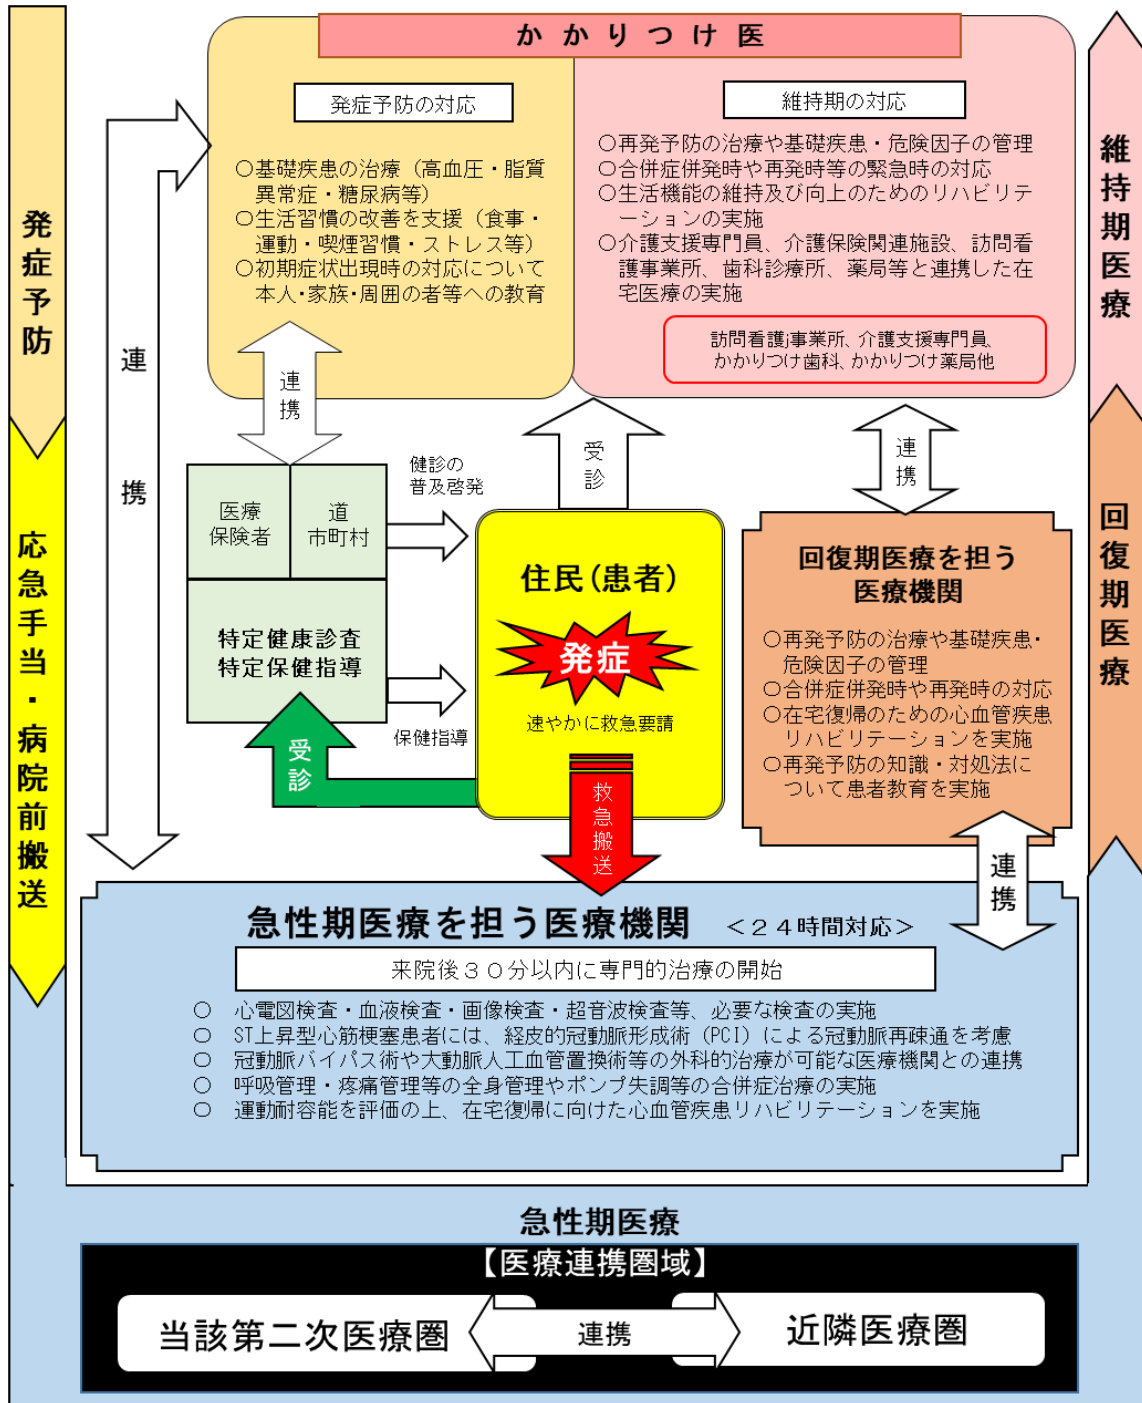 かかりつけ医
発症予防の対応
○基礎疾患の治療（高血圧・脂質
異常症・糖尿病等）
○生活習慣の改善を支援（食事・
運動・喫煙習慣・ストレス等）
○初期症状出現時の対応について
本人・家族・周囲の者等への教育
維持期の対応
○再発予防の治療や基礎疾患・危険因子の管理
○合併症併発時や再発時等の緊急時の対応
○生活機能の維持及び向上のためのリハビリテ
ーションの実施
○介護支援専門員、介護保険関連施設、訪問看
護事業所、歯科診療所、薬局等と連携した在
宅医療の実施
訪問看護j事業所、介護支援専門員、
かかりつけ歯科、かかりつけ薬局他
発症予防
応急手当・病院前搬送
維持期医療
回復期医療
連携
連携
受診
連携
医療
保険者
道
市町村
健診の
普及啓発
特定健康診査
特定保健指導
保健指導
受診
住民（患者）
発症
速やかに救急要請
救急搬送
回復期医療を担う
医療機関
○再発予防の治療や基礎疾患・
危険因子の管理
○合併症併発時や再発時の対応
○在宅復帰のための心血管疾患
リハビリテーションを実施
○再発予防の知識・対処法に
ついて患者教育を実施
連携
急性期医療を担う医療機関 ＜２４時間対応＞
来院後３０分以内に専門的治療の開始
○ 心電図検査・血液検査・画像検査・超音波検査等、必要な検査の実施
○ ST上昇型心筋梗塞患者には、経皮的冠動脈形成術（PCI）による冠動脈再疎通を考慮
○ 冠動脈バイパス術や大動脈人工血管置換術等の外科的治療が可能な医療機関との連携
○ 呼吸管理・疼痛管理等の全身管理やポンプ失調等の合併症治療の実施
○ 運動耐容能を評価の上、在宅復帰に向けた心血管疾患リハビリテーションを実施
急性期医療
【医療連携圏域】
当該第二次医療圏
連携
近隣医療圏